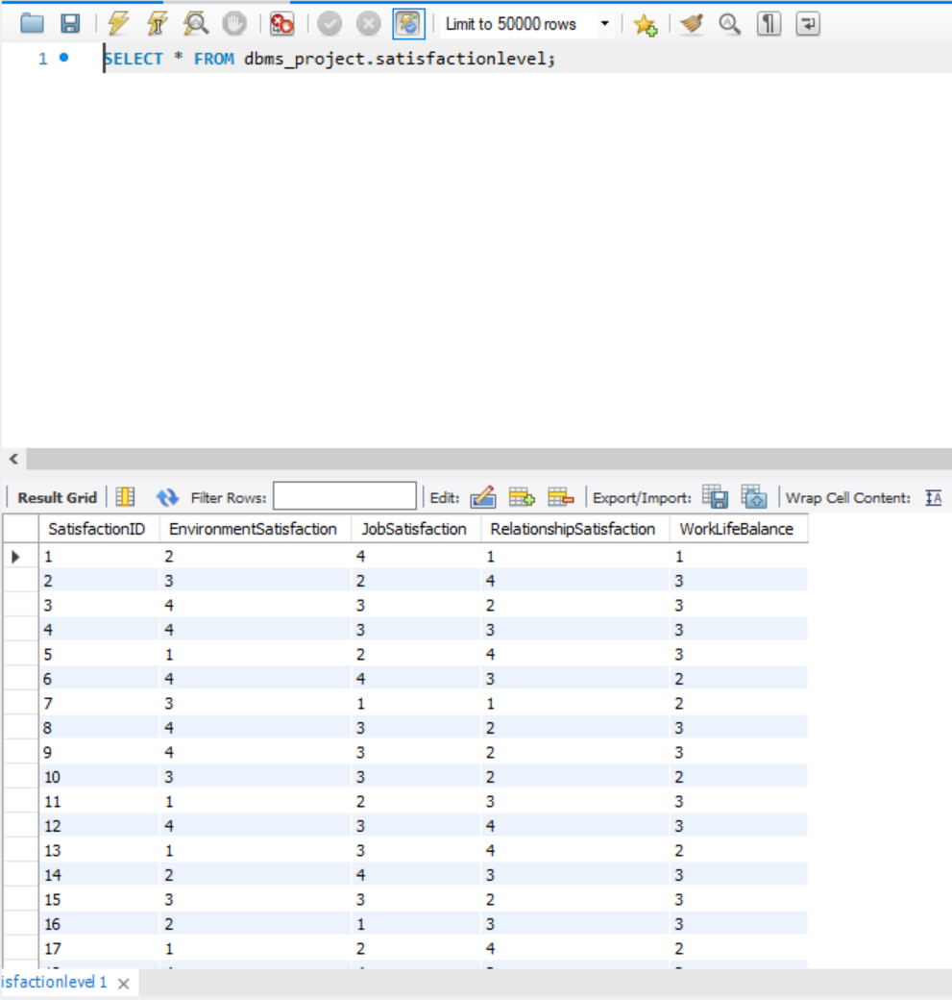 Limit to 50000 rows
1 SELECT * FROM dbms_project.satisfactionlevel;
Result Grid Filter Rows: Edit: Export/Import: Wrap Cell Content: IA
SatisfactionID EnvironmentSatisfaction JobSatisfaction RelationshipSatisfaction WorkLifeBalance
1 2 4 1 1
2 3 2 4 3
3 4 3 2 3
4 4 3 3 3
5 1 2 4 3
6 4 4 3 2
7 3 1 1 2
8 4 3 2 3
9 4 3 2 3
10 3 3 2 2
11 1 2 3 3
12 4 3 4 3
13 1 3 4 2
14 2 4 3 3
15 3 3 2 3
16 2 1 3 3
17 1 2 4 2
isfactionlevel 1